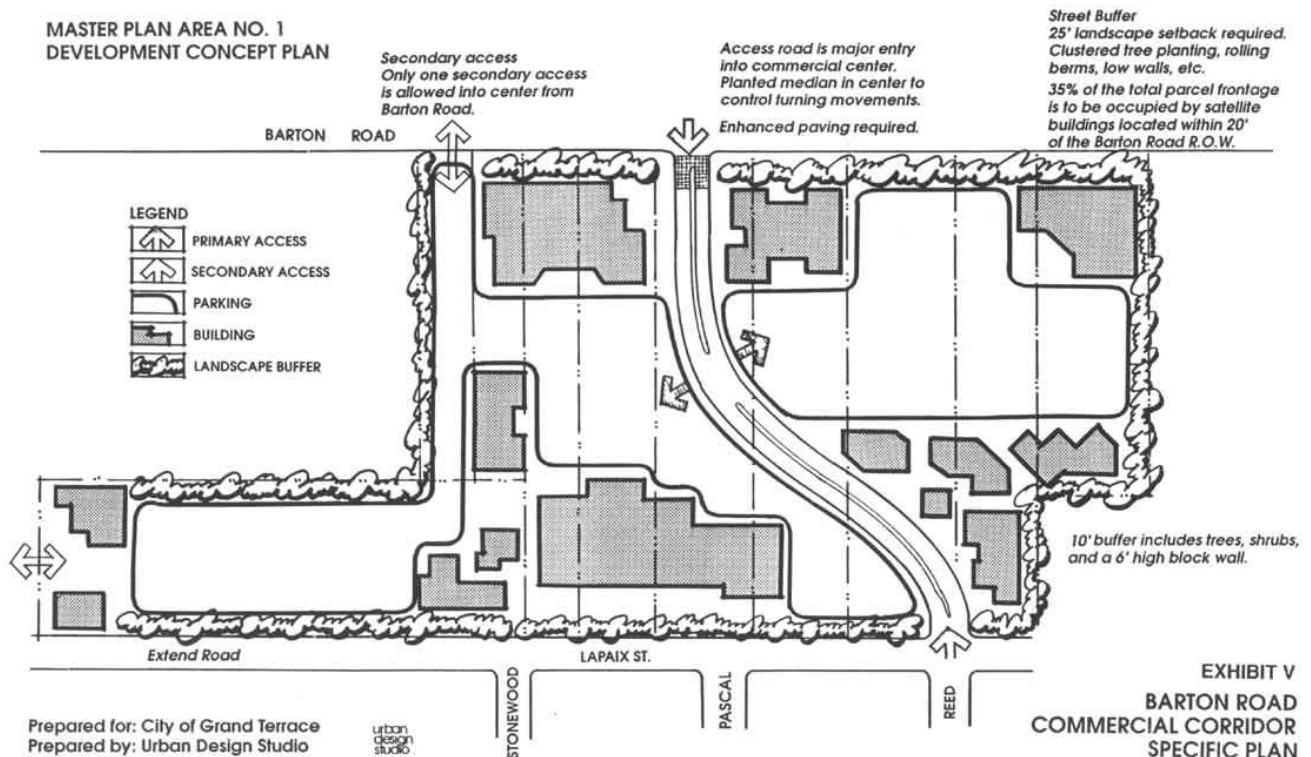 MASTER PLAN AREA NO. 1
DEVELOPMENT CONCEPT PLAN
Secondary access
Only one secondary access
is allowed into center from
Barton Road.
Access road is major entry
into commercial center.
Planted median in center to
control turning movements.
Enhanced paving required.
Street Buffer
25' landscape setback required.
Clustered tree planting, rolling
berms, low walls, etc.
35% of the total parcel frontage
is to be occupied by satellite
buildings located within 20'
of the Barton Road R.O.W.
BARTON ROAD
LEGEND
PRIMARY ACCESS
SECONDARY ACCESS
PARKING
BUILDING
LANDSCAPE BUFFER
10' buffer includes trees, shrubs,
and a 6' high block wall.
Extend Road
LAPAIX ST.
STONEWOOD
PASCAL
REED
Prepared for: City of Grand Terrace
Prepared by: Urban Design Studio
urban
design
studio
EXHIBIT V
BARTON ROAD
COMMERCIAL CORRIDOR
SPECIFIC PLAN